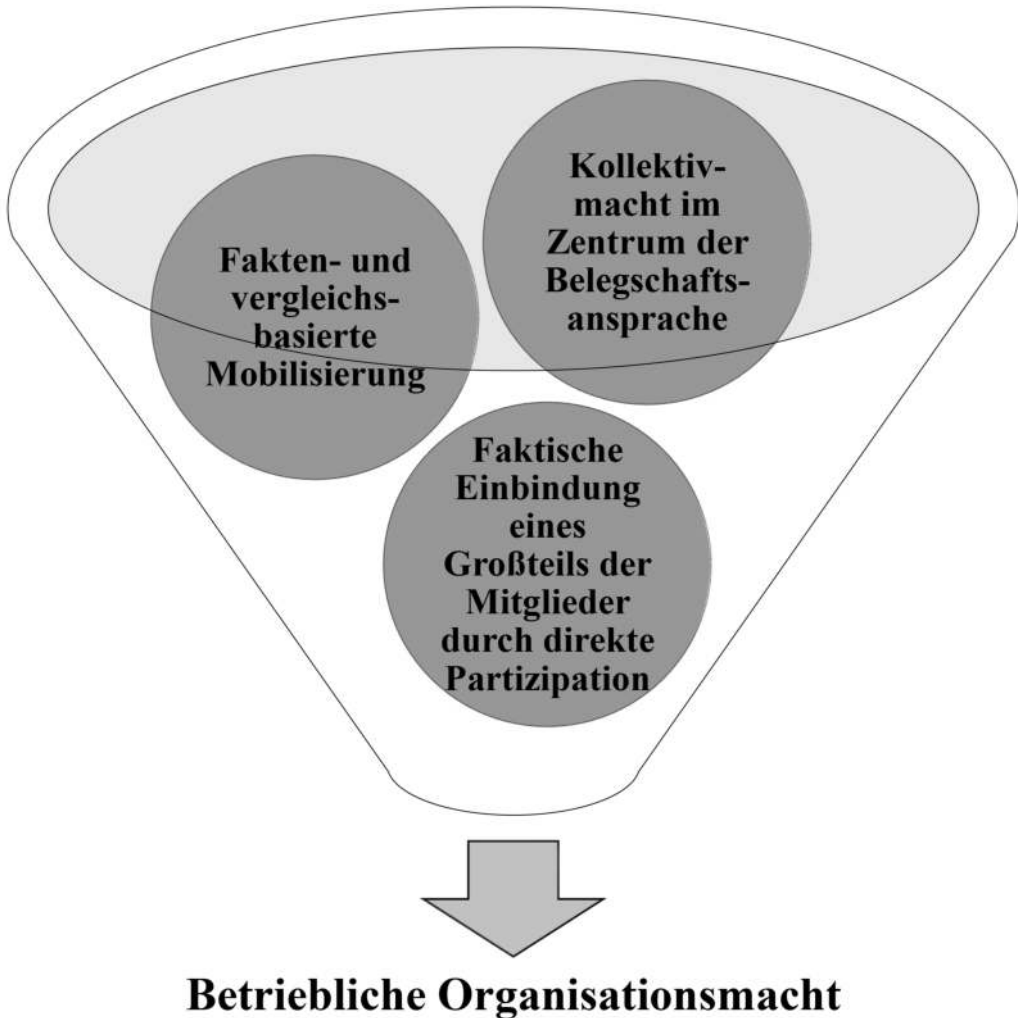 Fakten- und
vergleichs-
basierte
Mobilisierung
Kollektiv-
macht im
Zentrum der
Belegschafts-
ansprache
Faktische
Einbindung
eines
Großteils der
Mitglieder
durch direkte
Partizipation
Betriebliche Organisationsmacht